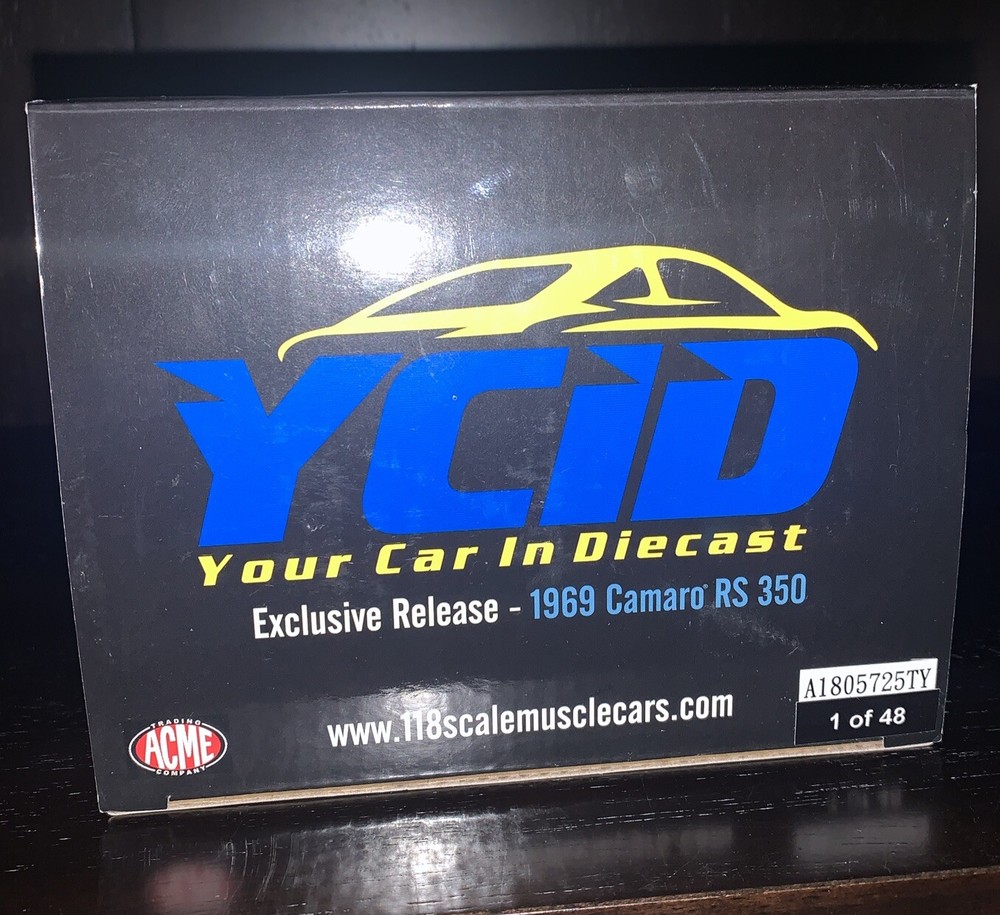 YCID
Your Car In Diecast
Exclusive Release - 1969 Camaro® RS 350
A1805725TY
1 of 48
www.118scalemusclecars.com
TRADING
ACME
COMPANY